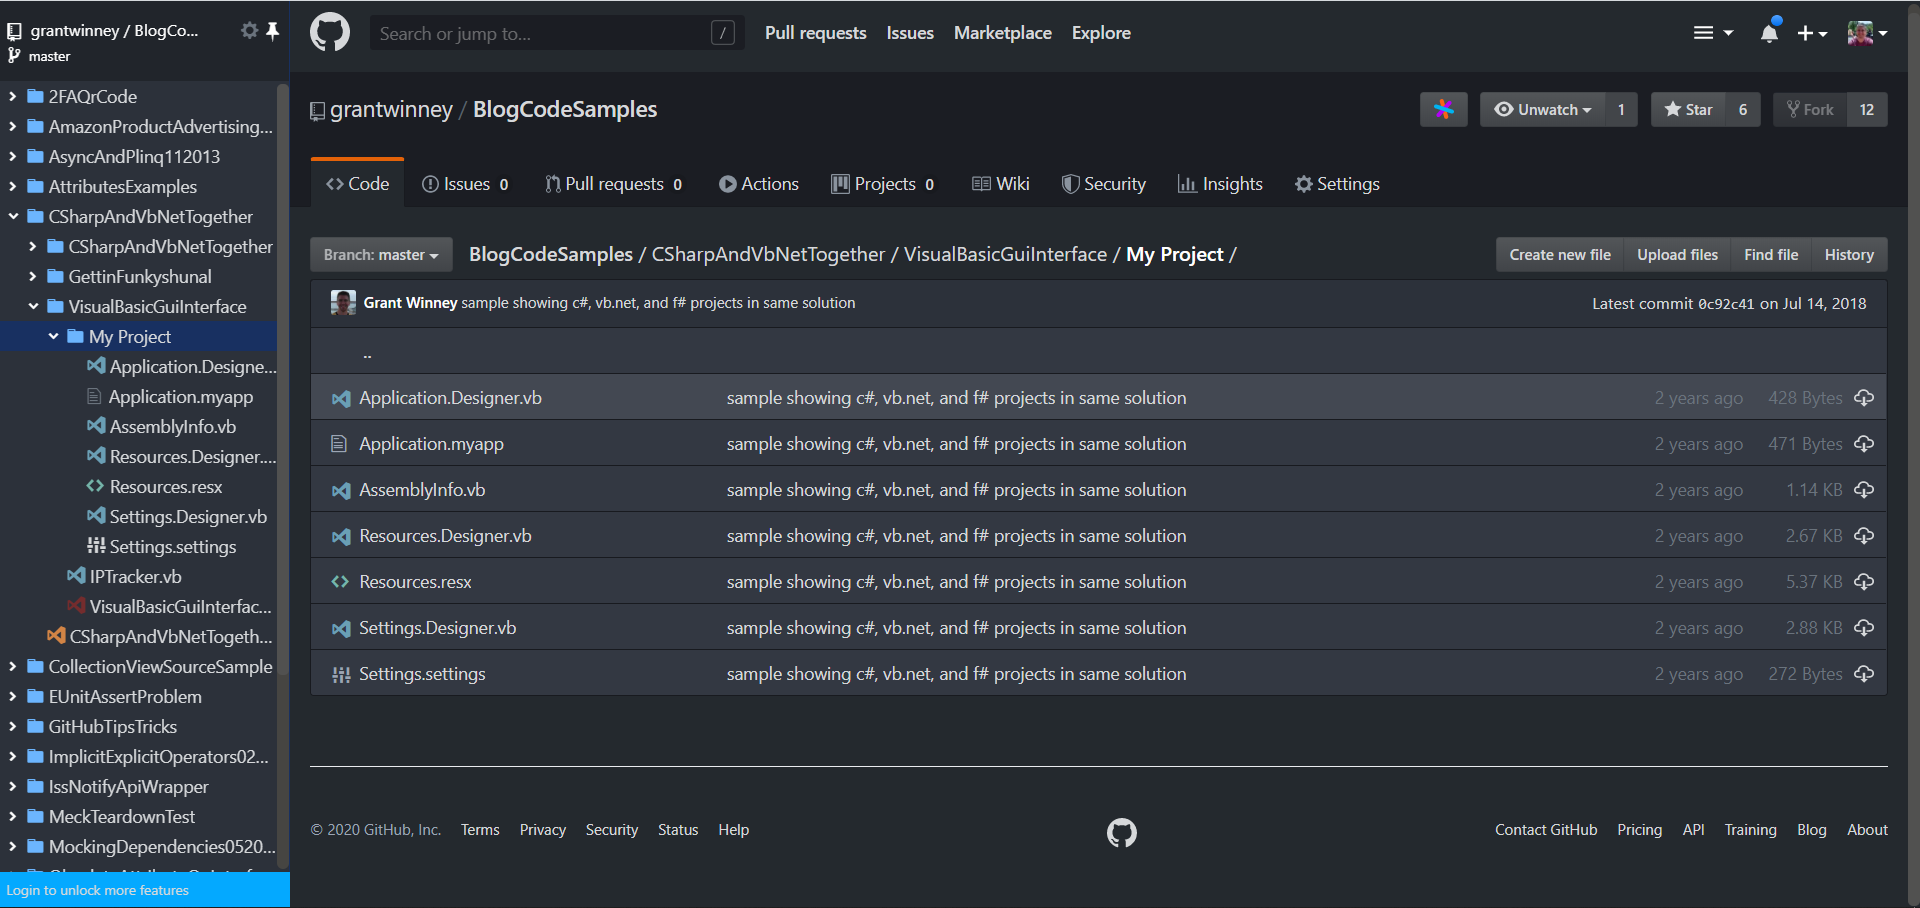 grantwinney / BlogCo...
master
2FAQrCode
AmazonProductAdvertising...
AsyncAndPlinq112013
AttributesExamples
CSharpAndVbNetTogether
CSharpAndVbNetTogether
GettinFunkyshunal
VisualBasicGuiInterface
My Project
Application.Designe...
Application.myapp
AssemblyInfo.vb
Resources.Designer....
Resources.resx
Settings.Designer.vb
Settings.settings
IPTracker.vb
VisualBasicGuiInterfac...
CSharpAndVbNetTogeth...
CollectionViewSourceSample
EUnitAssertProblem
GitHubTipsTricks
ImplicitExplicitOperators02...
IssNotifyApiWrapper
MeckTeardownTest
MockingDependencies0520...
Login to unlock more features
Search or jump to... /
Pull requests Issues Marketplace Explore
grantwinney / BlogCodeSamples
Unwatch 1 Star 6 Fork 12
Code Issues 0 Pull requests 0 Actions Projects 0 Wiki Security Insights Settings
Branch: master BlogCodeSamples / CSharpAndVbNetTogether / VisualBasicGuiInterface / My Project /
Create new file Upload files Find file History
Grant Winney sample showing c#, vb.net, and f# projects in same solution Latest commit 0c92c41 on Jul 14, 2018
..
Application.Designer.vb sample showing c#, vb.net, and f# projects in same solution 2 years ago 428 Bytes
Application.myapp sample showing c#, vb.net, and f# projects in same solution 2 years ago 471 Bytes
AssemblyInfo.vb sample showing c#, vb.net, and f# projects in same solution 2 years ago 1.14 KB
Resources.Designer.vb sample showing c#, vb.net, and f# projects in same solution 2 years ago 2.67 KB
Resources.resx sample showing c#, vb.net, and f# projects in same solution 2 years ago 5.37 KB
Settings.Designer.vb sample showing c#, vb.net, and f# projects in same solution 2 years ago 2.88 KB
Settings.settings sample showing c#, vb.net, and f# projects in same solution 2 years ago 272 Bytes
© 2020 GitHub, Inc. Terms Privacy Security Status Help
Contact GitHub Pricing API Training Blog About